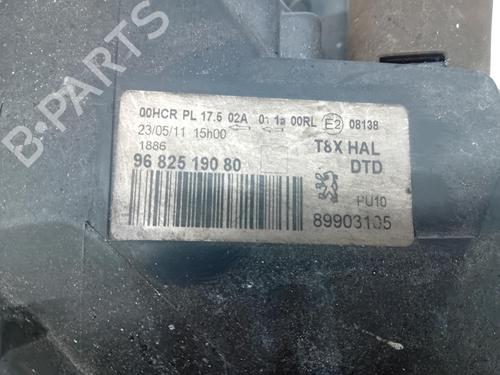 00HCR PL 17.5 02A 01 1a 00RL E2 08138
23/05/11 15h00
1886
T8X HAL
96 825 190 80
DTD
PU10
89903105
B-PARTS